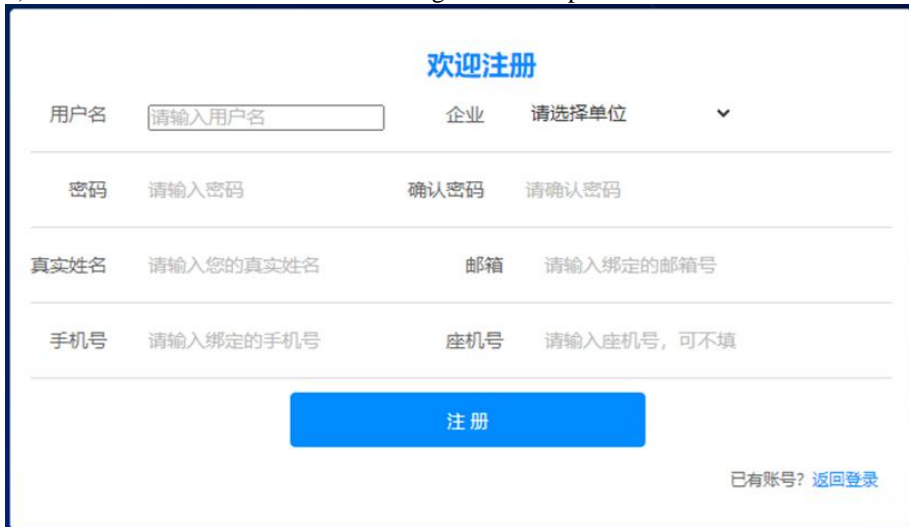 欢迎注册
用户名 请输入用户名 企业 请选择单位
密码 请输入密码 确认密码 请确认密码
真实姓名 请输入您的真实姓名 邮箱 请输入绑定的邮箱号
手机号 请输入绑定的手机号 座机号 请输入座机号，可不填
注 册
已有账号？返回登录